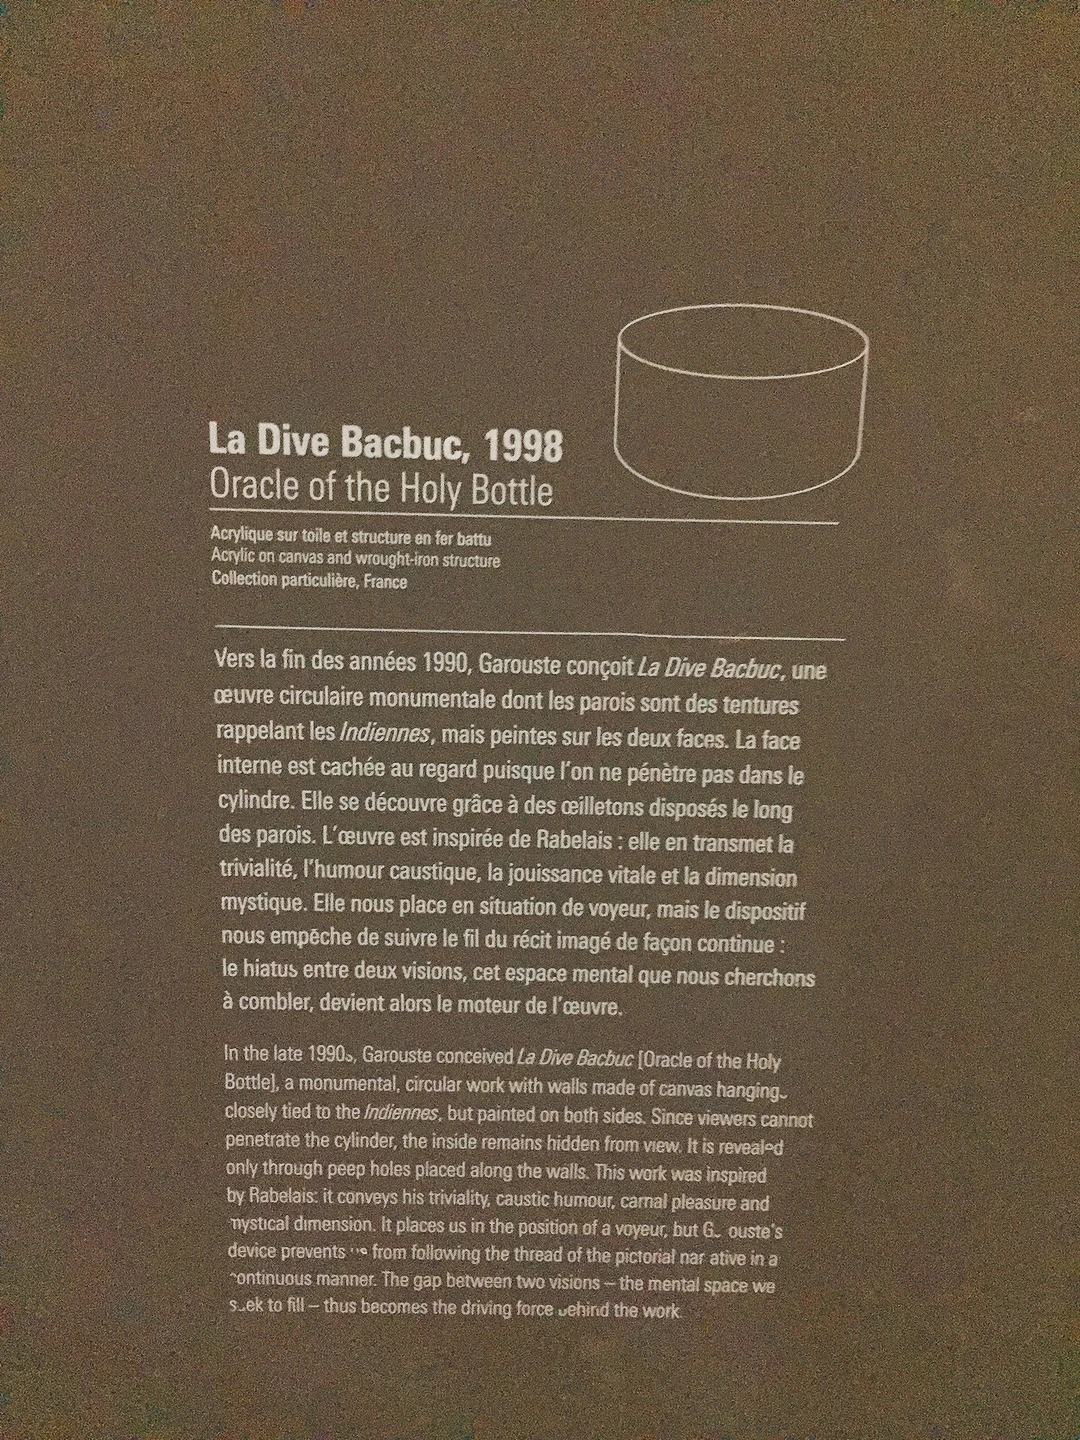 La Dive Bacbuc, 1998
Oracle of the Holy Bottle
Acrylique sur toile et structure en fer battu
Acrylic on canvas and wrought-iron structure
Collection particulière, France
Vers la fin des années 1990, Garouste conçoit La Dive Bacbuc, une
œuvre circulaire monumentale dont les parois sont des tentures
rappelant les Indiennes, mais peintes sur les deux faces. La face
interne est cachée au regard puisque l'on ne pénètre pas dans le
cylindre. Elle se découvre grâce à des œilletons disposés le long
des parois. L'œuvre est inspirée de Rabelais : elle en transmet la
trivialité, l'humour caustique, la jouissance vitale et la dimension
mystique. Elle nous place en situation de voyeur, mais le dispositif
nous empêche de suivre le fil du récit imagé de façon continue :
le hiatus entre deux visions, cet espace mental que nous cherchons
à combler, devient alors le moteur de l'œuvre.
In the late 1990s, Garouste conceived La Dive Bacbuc [Oracle of the Holy
Bottle], a monumental, circular work with walls made of canvas hangings
closely tied to the Indiennes, but painted on both sides. Since viewers cannot
penetrate the cylinder, the inside remains hidden from view. It is revealed
only through peep holes placed along the walls. This work was inspired
by Rabelais: it conveys his triviality, caustic humour, carnal pleasure and
mystical dimension. It places us in the position of a voyeur, but Garouste's
device prevents us from following the thread of the pictorial narrative in a
continuous manner. The gap between two visions – the mental space we
seek to fill – thus becomes the driving force behind the work.